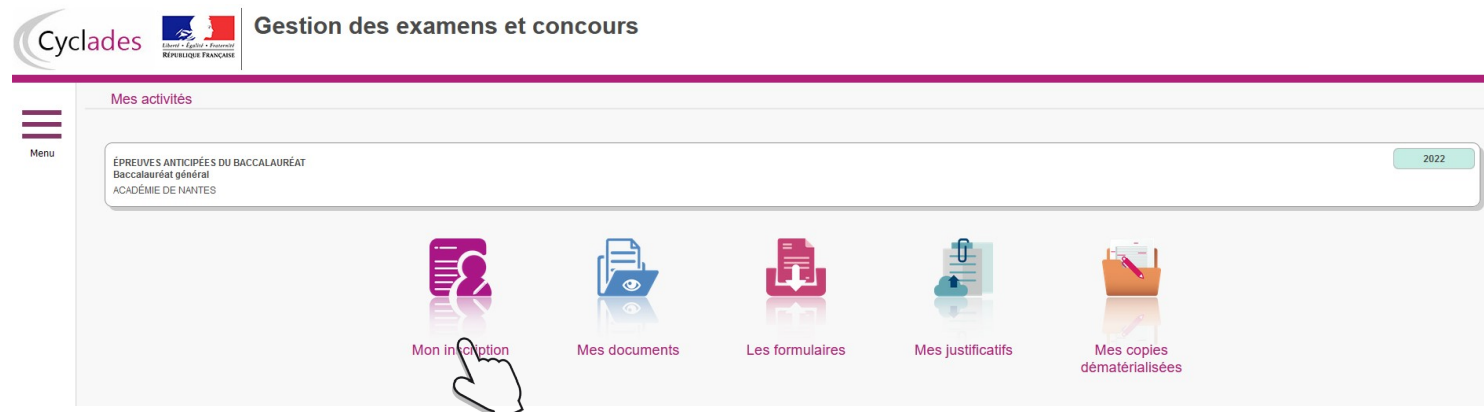 Cyclades
Liberté • Égalité • Fraternité
RÉPUBLIQUE FRANÇAISE
Gestion des examens et concours
Mes activités
Menu
ÉPREUVES ANTICIPÉES DU BACCALAURÉAT
2022
Baccalauréat général
ACADÉMIE DE NANTES
Mon inscription
Mes documents
Les formulaires
Mes justificatifs
Mes copies
dématérialisées